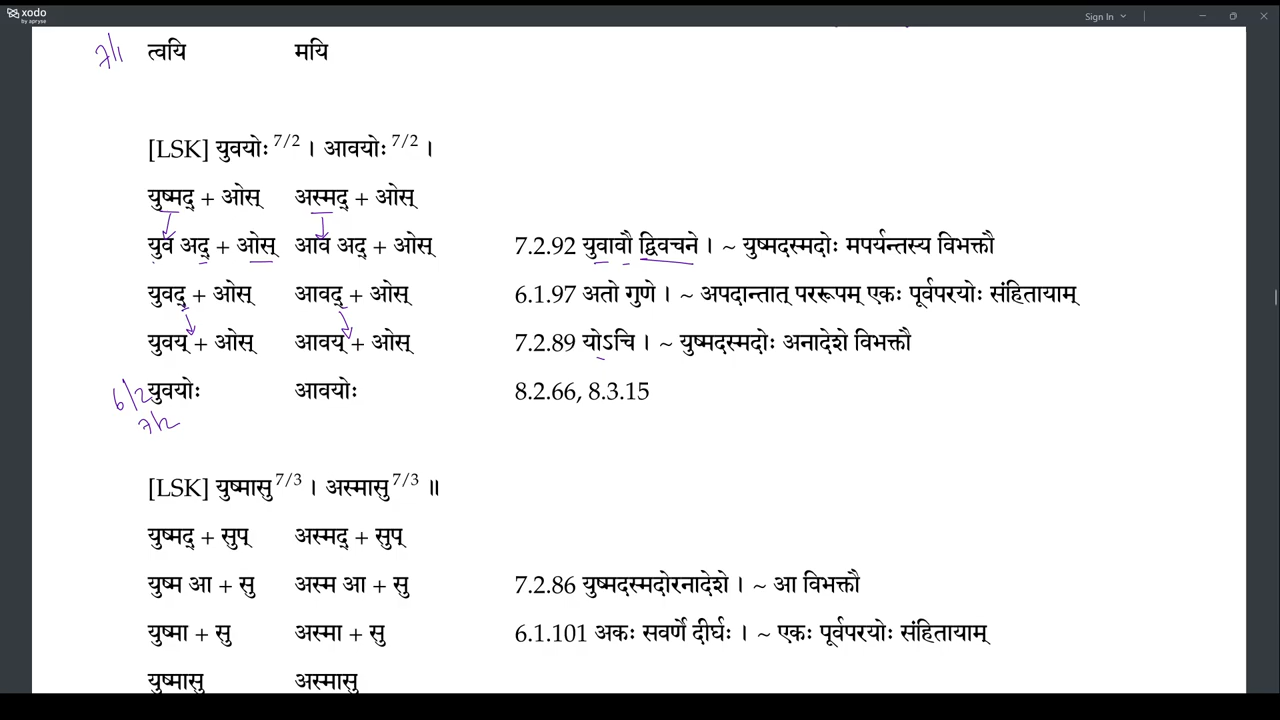 xodo
by apryse
Sign In
7/1 त्वयि मयि
[LSK] युवयोः 7/2 । आवयोः 7/2 ।
युष्मद् + ओस् अस्मद् + ओस्
युव अद् + ओस् आव अद् + ओस् 7.2.92 युवावौ द्विवचने । ~ युष्मदस्मदोः मपर्यन्तस्य विभक्तौ
युवद् + ओस् आवद् + ओस् 6.1.97 अतो गुणे । ~ अपदान्तात् पररूपम् एकः पूर्वपरयोः संहितायाम्
युवय् + ओस् आवय् + ओस् 7.2.89 योऽचि । ~ युष्मदस्मदोः अनादेशे विभक्तौ
6/2 युवयोः आवयोः 8.2.66, 8.3.15
7/2
[LSK] युष्मासु 7/3 । अस्मासु 7/3 ॥
युष्मद् + सुप् अस्मद् + सुप्
युष्म आ + सु अस्म आ + सु 7.2.86 युष्मदस्मदोरनादेशे । ~ आ विभक्तौ
युष्मा + सु अस्मा + सु 6.1.101 अकः सवर्णे दीर्घः । ~ एकः पूर्वपरयोः संहितायाम्
युष्मासु अस्मासु